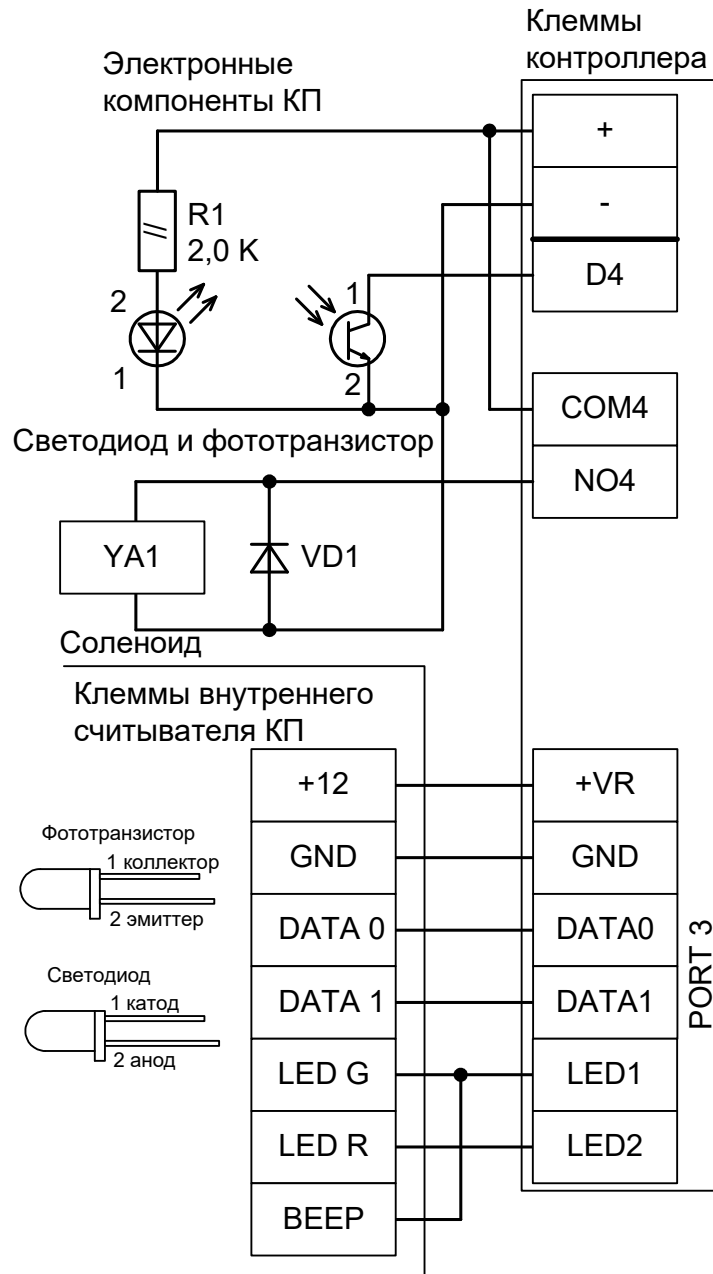 Клеммы
контроллера
Электронные
компоненты КП
+
-
D4
R1
2,0 K
2
1
1
2
COM4
NO4
Светодиод и фототранзистор
YA1
VD1
Соленоид
Клеммы внутреннего
считывателя КП
+12
GND
DATA 0
DATA 1
LED G
LED R
BEEP
+VR
GND
DATA0
DATA1
LED1
LED2
PORT 3
Фототранзистор
1 коллектор
2 эмиттер
Светодиод
1 катод
2 анод